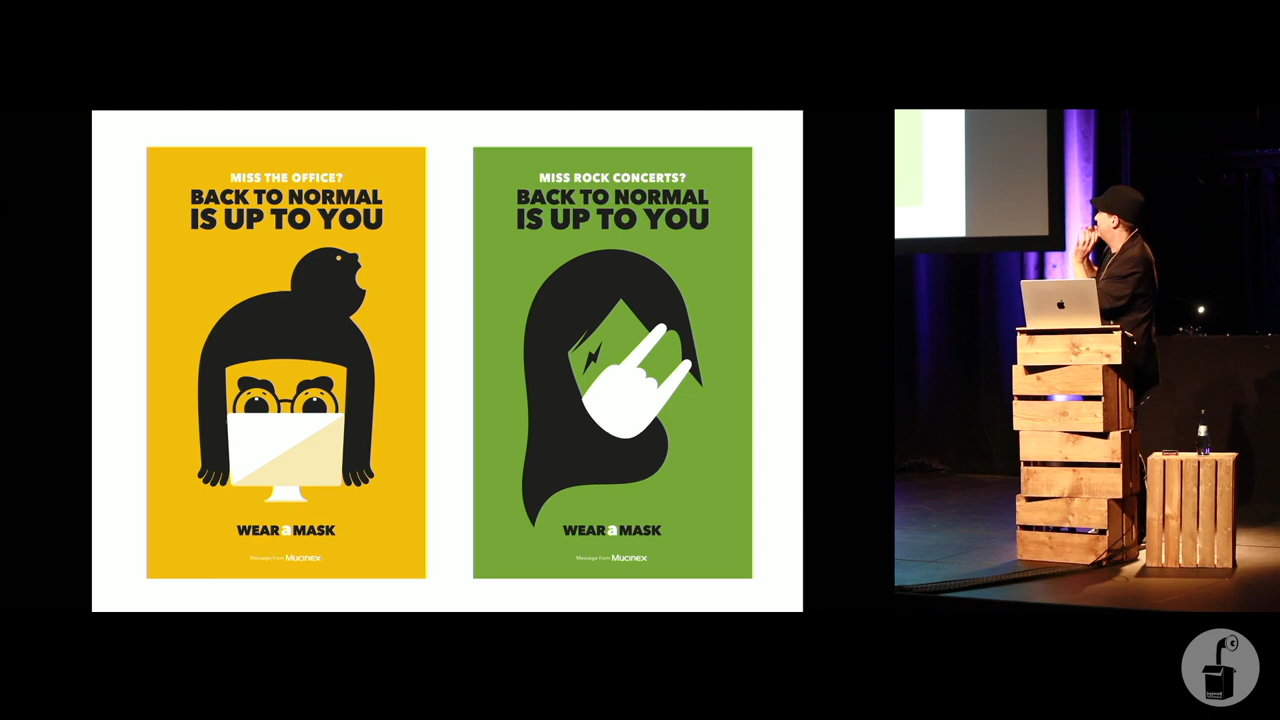 MISS THE OFFICE?
BACK TO NORMAL
IS UP TO YOU
WEAR a MASK
Message from Mucinex
MISS ROCK CONCERTS?
BACK TO NORMAL
IS UP TO YOU
WEAR a MASK
Message from Mucinex